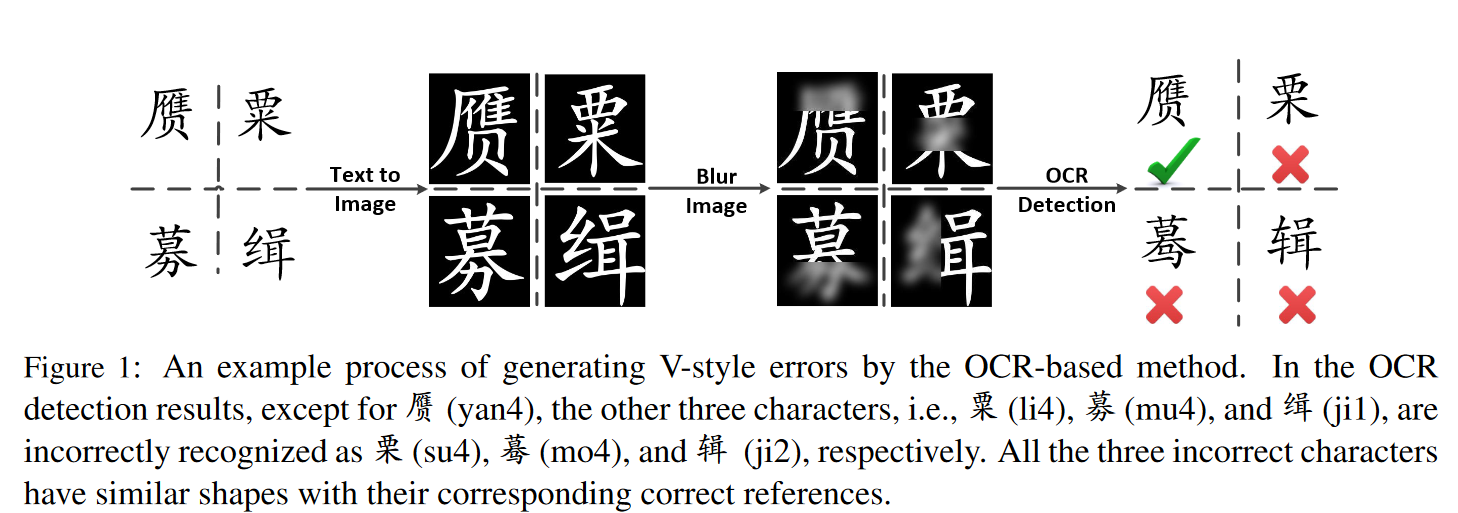 赝 粟
募 缉
Text to
Image
赝 粟
募 缉
Blur
Image
赝 粟
募 缉
OCR
Detection
赝 栗
蓦 辑
Figure 1: An example process of generating V-style errors by the OCR-based method. In the OCR
detection results, except for 赝 (yan4), the other three characters, i.e., 粟 (li4), 募 (mu4), and 缉 (ji1), are
incorrectly recognized as 栗 (su4), 蓦 (mo4), and 辑 (ji2), respectively. All the three incorrect characters
have similar shapes with their corresponding correct references.